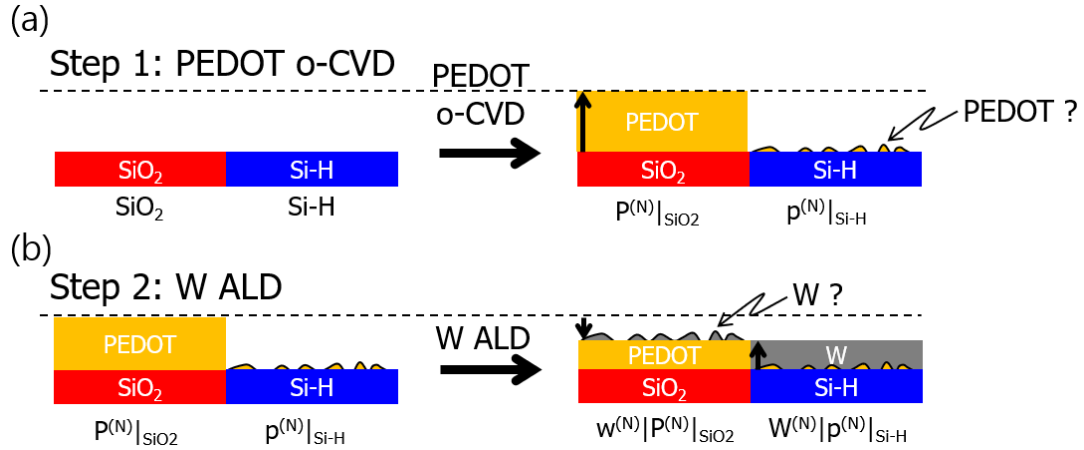 (a)
Step 1: PEDOT o-CVD
PEDOT
o-CVD
PEDOT
PEDOT ?
SiO₂ Si-H
SiO₂ Si-H
SiO₂ Si-H
P⁽ᴺ⁾|SiO2 p⁽ᴺ⁾|Si-H
(b)
Step 2: W ALD
W ?
PEDOT
W ALD
PEDOT W
SiO₂ Si-H
SiO₂ Si-H
P⁽ᴺ⁾|SiO2 p⁽ᴺ⁾|Si-H
w⁽ᴺ⁾|P⁽ᴺ⁾|SiO2 W⁽ᴺ⁾|p⁽ᴺ⁾|Si-H